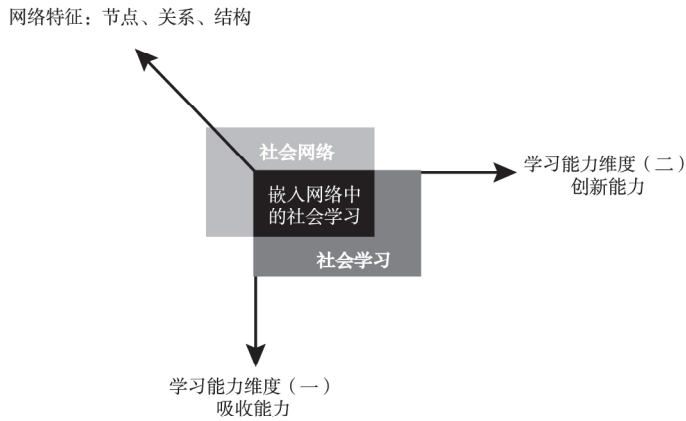 网络特征：节点、关系、结构
社会网络
学习能力维度（二）
创新能力
嵌入网络中
的社会学习
社会学习
学习能力维度（一）
吸收能力